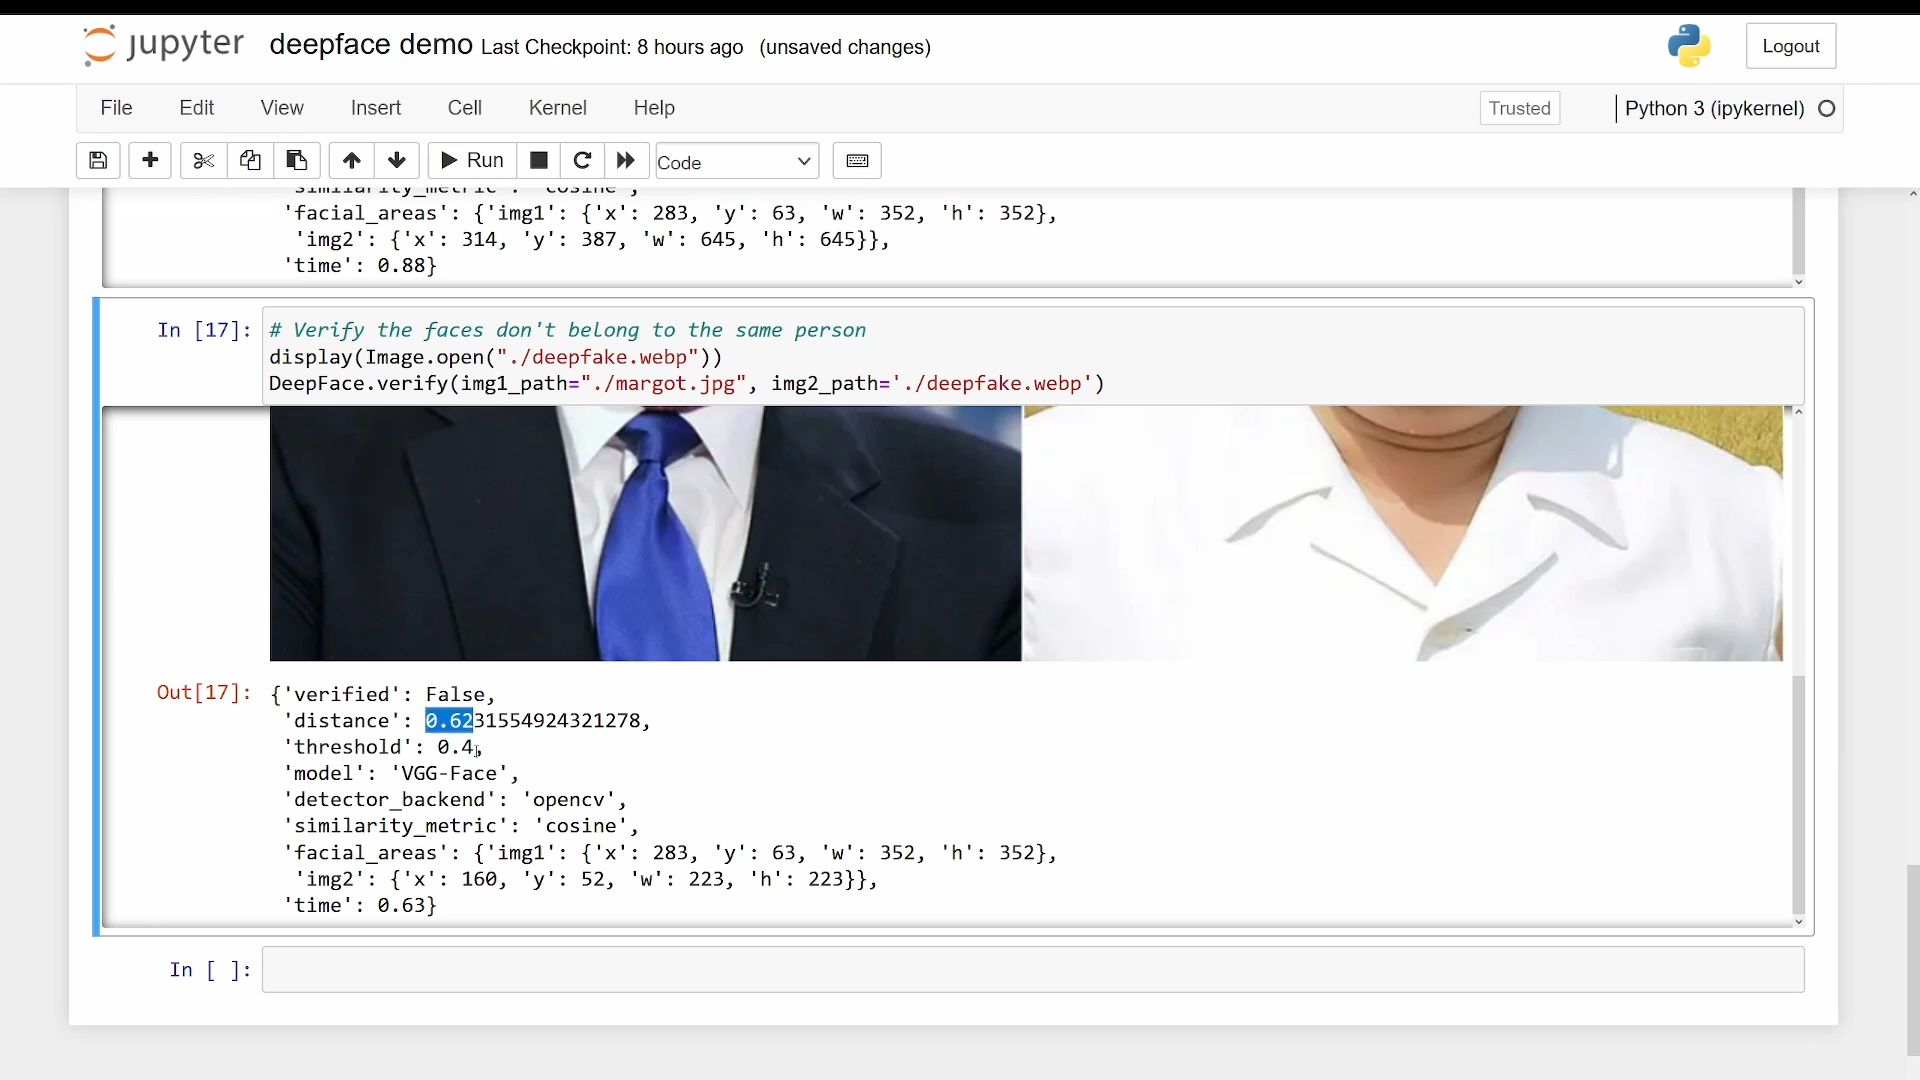 jupyter deepface demo Last Checkpoint: 8 hours ago (unsaved changes) Logout
File Edit View Insert Cell Kernel Help Trusted Python 3 (ipykernel)
Run Code
'similarity_metric': 'cosine',
'facial_areas': {'img1': {'x': 283, 'y': 63, 'w': 352, 'h': 352},
'img2': {'x': 314, 'y': 387, 'w': 645, 'h': 645}},
'time': 0.88}
In [17]: # Verify the faces don't belong to the same person
display(Image.open("./deepfake.webp"))
DeepFace.verify(img1_path="./margot.jpg", img2_path='./deepfake.webp')
Out[17]: {'verified': False,
'distance': 0.6231554924321278,
'threshold': 0.4,
'model': 'VGG-Face',
'detector_backend': 'opencv',
'similarity_metric': 'cosine',
'facial_areas': {'img1': {'x': 283, 'y': 63, 'w': 352, 'h': 352},
'img2': {'x': 160, 'y': 52, 'w': 223, 'h': 223}},
'time': 0.63}
In [ ]: